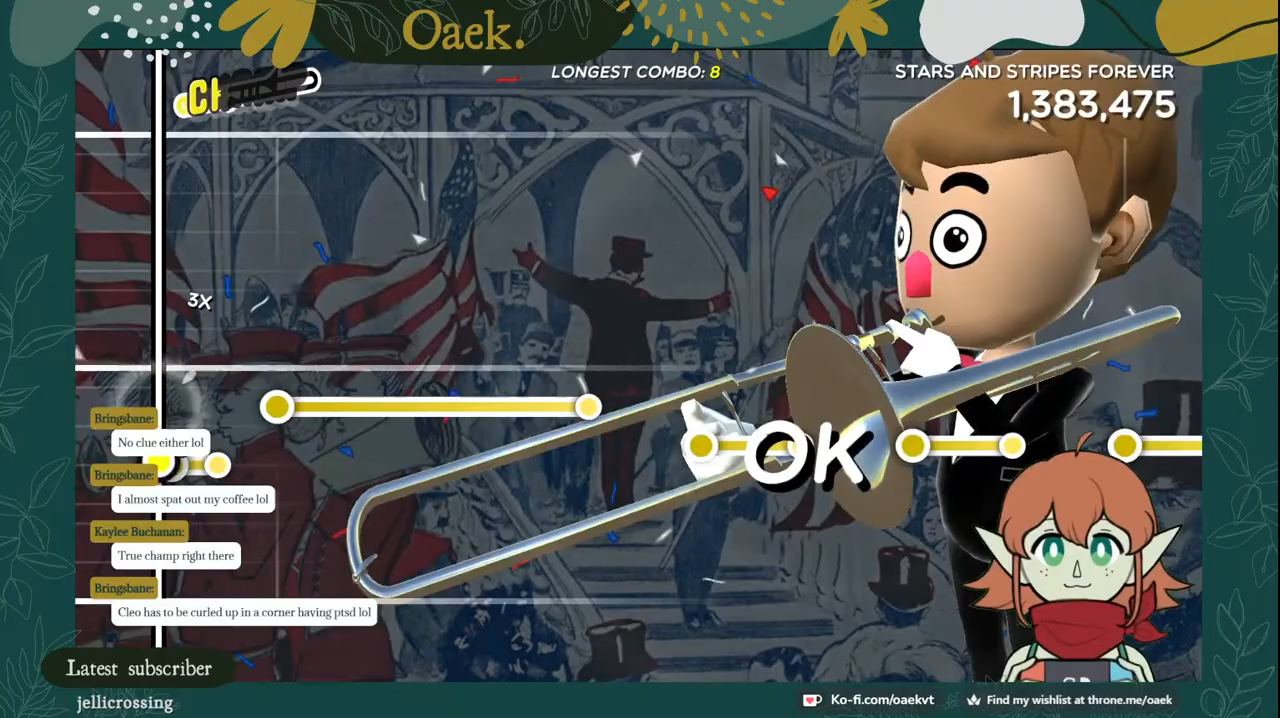 Oaek.
LONGEST COMBO: 8
STARS AND STRIPES FOREVER
1,383,475
3X
OK
Bringsbane:
No clue either lol
Bringsbane:
I almost spat out my coffee lol
Kaylee Buchanan:
True champ right there
Bringsbane:
Cleo has to be curled up in a corner having ptsd lol
Latest subscriber
jellicrossing
Ko-fi.com/oaekvt
Find my wishlist at throne.me/oaek